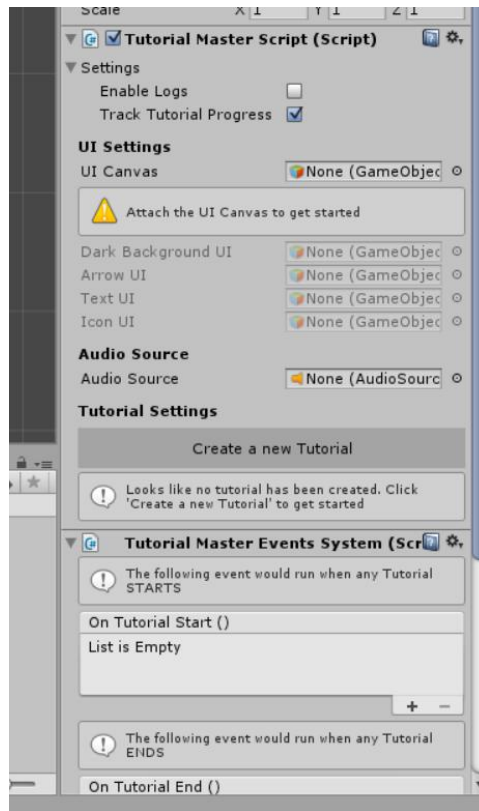 Scale X 1 Y 1 Z 1
Tutorial Master Script (Script)
Settings
Enable Logs
Track Tutorial Progress
UI Settings
UI Canvas None (GameObjec
Attach the UI Canvas to get started
Dark Background UI None (GameObjec
Arrow UI None (GameObjec
Text UI None (GameObjec
Icon UI None (GameObjec
Audio Source
Audio Source None (AudioSourc
Tutorial Settings
Create a new Tutorial
Looks like no tutorial has been created. Click
'Create a new Tutorial' to get started
Tutorial Master Events System (Scr
The following event would run when any Tutorial
STARTS
On Tutorial Start ()
List is Empty
+ −
The following event would run when any Tutorial
ENDS
On Tutorial End ()